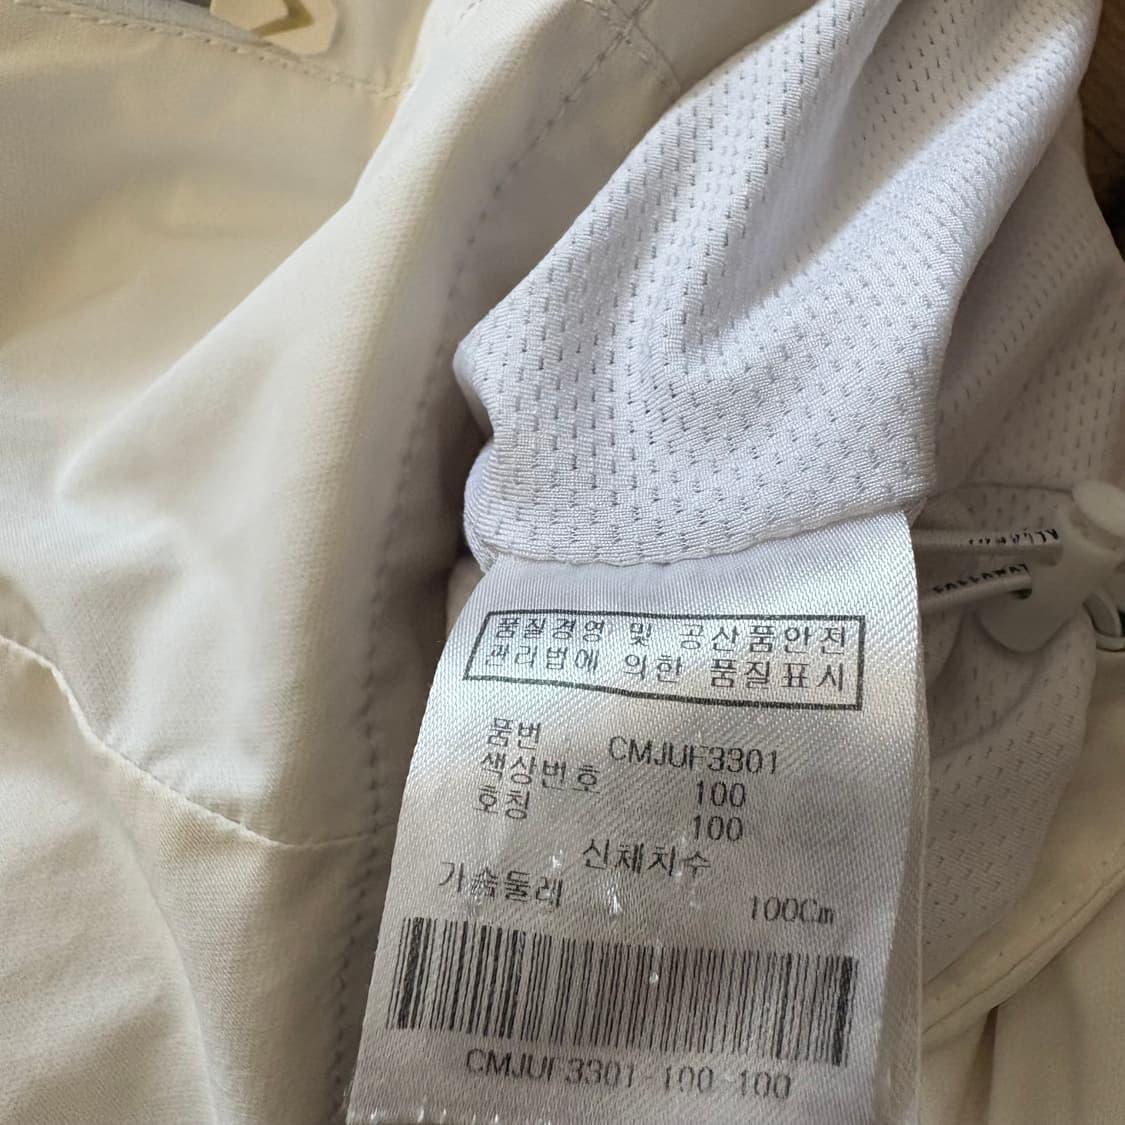 품질경영 및 공산품안전
관리법에 의한 품질표시
품번 CMJUF3301
색상번호 100
호칭 100
신체치수
가슴둘레 100Cm
CMJUF3301-100-100